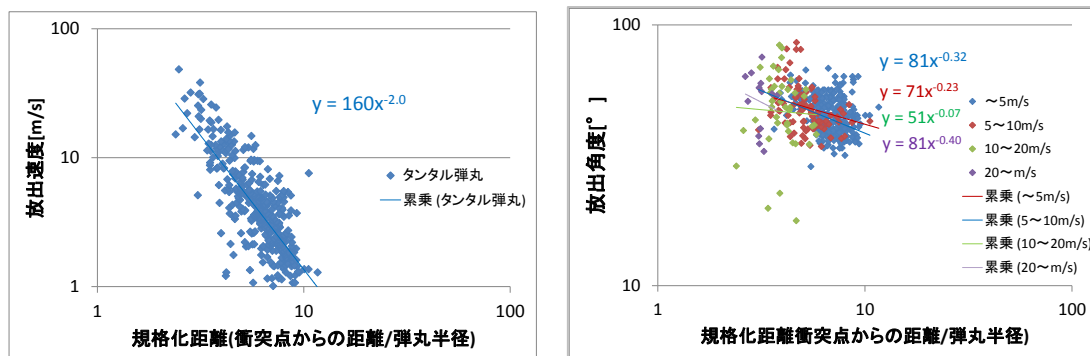 100
10
1
1
10
100
放出速度[m/s]
規格化距離(衝突点からの距離/弾丸半径)
y = 160x-2.0
タンタル弾丸
累乗 (タンタル弾丸)
100
10
1
10
100
放出角度[° ]
規格化距離衝突点からの距離/弾丸半径)
y = 81x-0.32
y = 71x-0.23
y = 51x-0.07
y = 81x-0.40
～5m/s
5～10m/s
10～20m/s
20～m/s
累乗 (～5m/s)
累乗 (5～10m/s)
累乗 (10～20m/s)
累乗 (20～m/s)